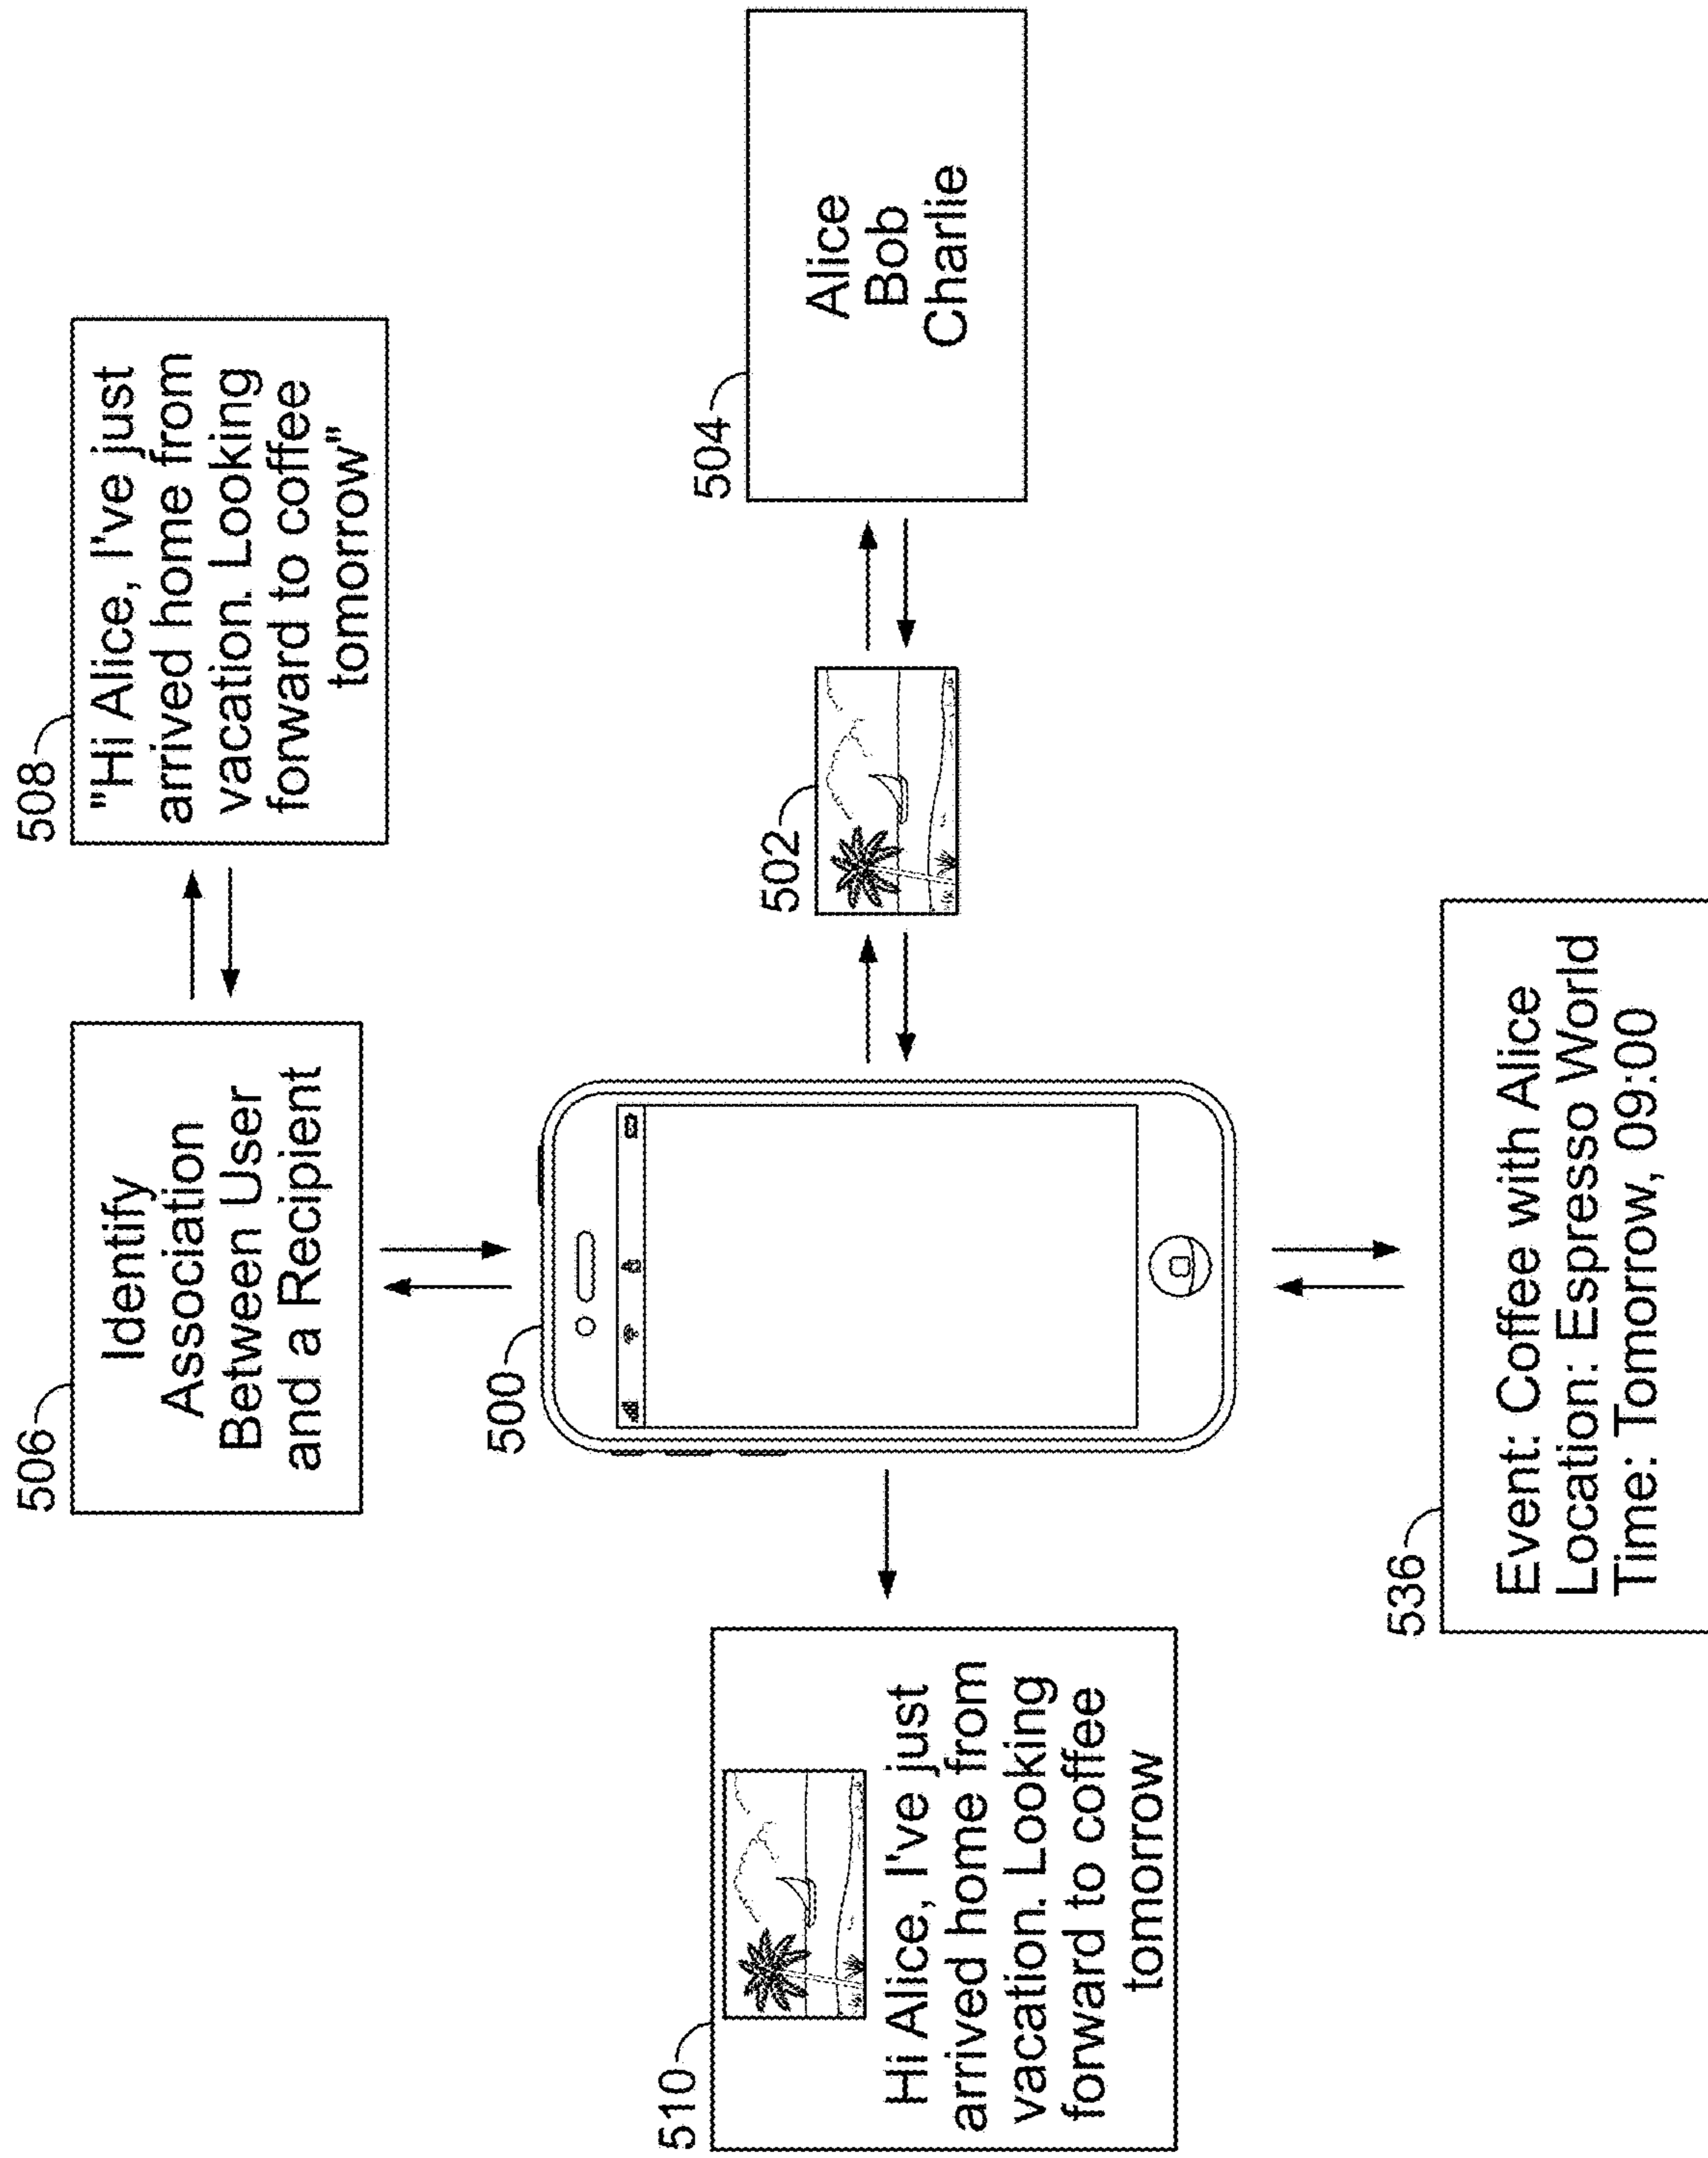 506
Identify
Association
Between User
and a Recipient
508
"Hi Alice, I've just
arrived home from
vacation. Looking
forward to coffee
tomorrow"
510
Hi Alice, I've just
arrived home from
vacation. Looking
forward to coffee
tomorrow
500
502
504
Alice
Bob
Charlie
536
Event: Coffee with Alice
Location: Espresso World
Time: Tomorrow, 09:00